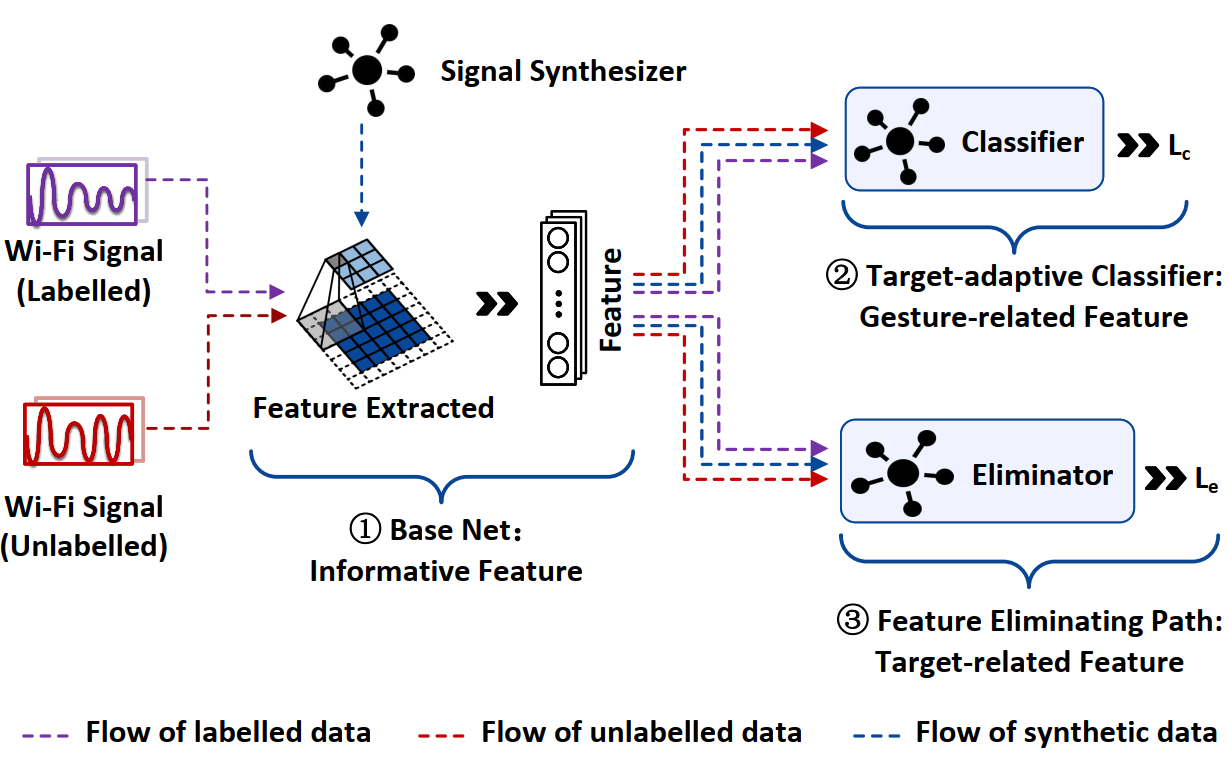 Signal Synthesizer
Wi-Fi Signal
(Labelled)
Wi-Fi Signal
(Unlabelled)
Feature Extracted
Feature
① Base Net：
Informative Feature
Classifier
Lc
② Target-adaptive Classifier:
Gesture-related Feature
Eliminator
Le
③ Feature Eliminating Path:
Target-related Feature
Flow of labelled data
Flow of unlabelled data
Flow of synthetic data